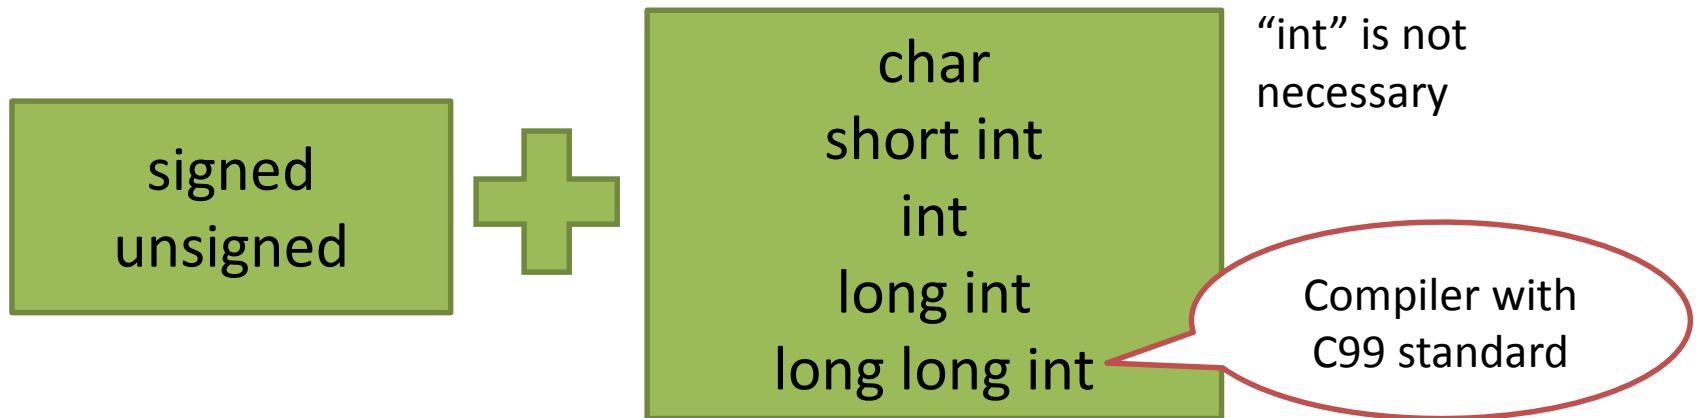 signed
unsigned
char
short int
int
long int
long long int
“int” is not
necessary
Compiler with
C99 standard